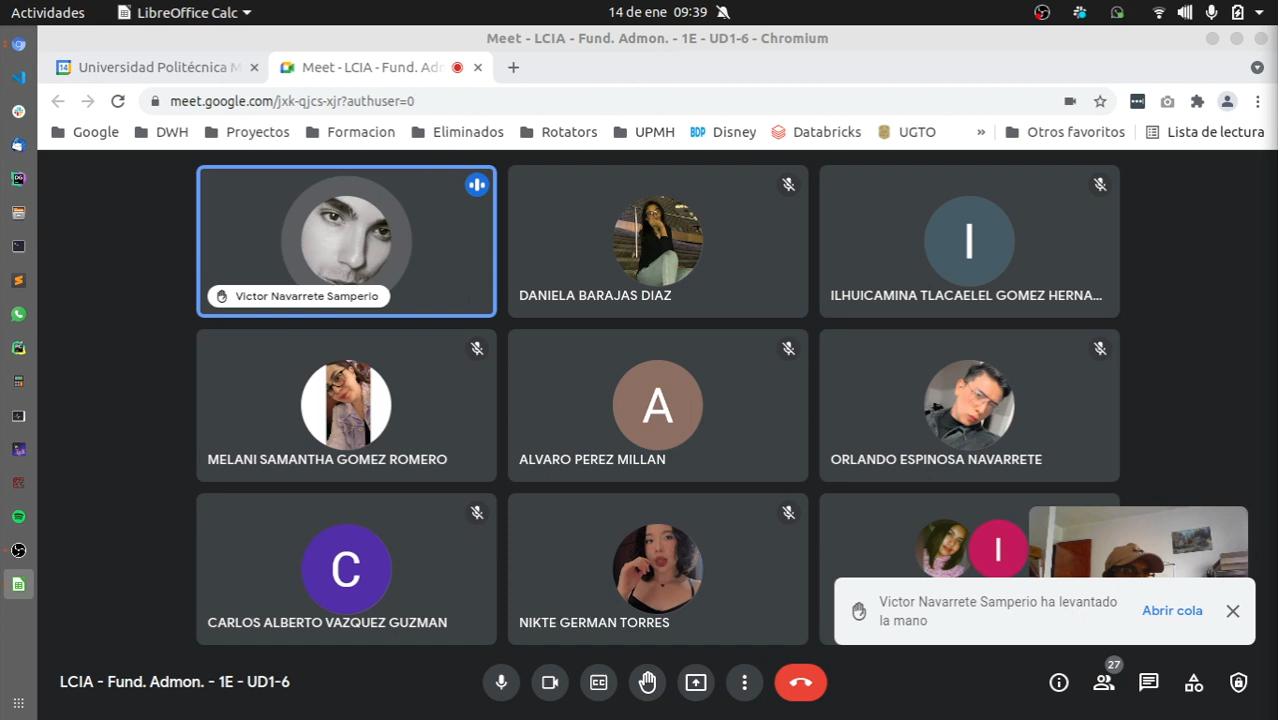 Actividades LibreOffice Calc 14 de ene 09:39
Meet - LCIA - Fund. Admon. - 1E - UD1-6 - Chromium
14 Universidad Politécnica M Meet - LCIA - Fund. Adm
meet.google.com/jxk-qjcs-xjr?authuser=0
Google DWH Proyectos Formacion Eliminados Rotators UPMH BDP Disney Databricks UGTO » Otros favoritos Lista de lectura
Victor Navarrete Samperio
DANIELA BARAJAS DIAZ
I
ILHUICAMINA TLACAELEL GOMEZ HERNA...
MELANI SAMANTHA GOMEZ ROMERO
A
ALVARO PEREZ MILLAN
ORLANDO ESPINOSA NAVARRETE
C
CARLOS ALBERTO VAZQUEZ GUZMAN
NIKTE GERMAN TORRES
I
Victor Navarrete Samperio ha levantado
la mano
Abrir cola
LCIA - Fund. Admon. - 1E - UD1-6
CC
27